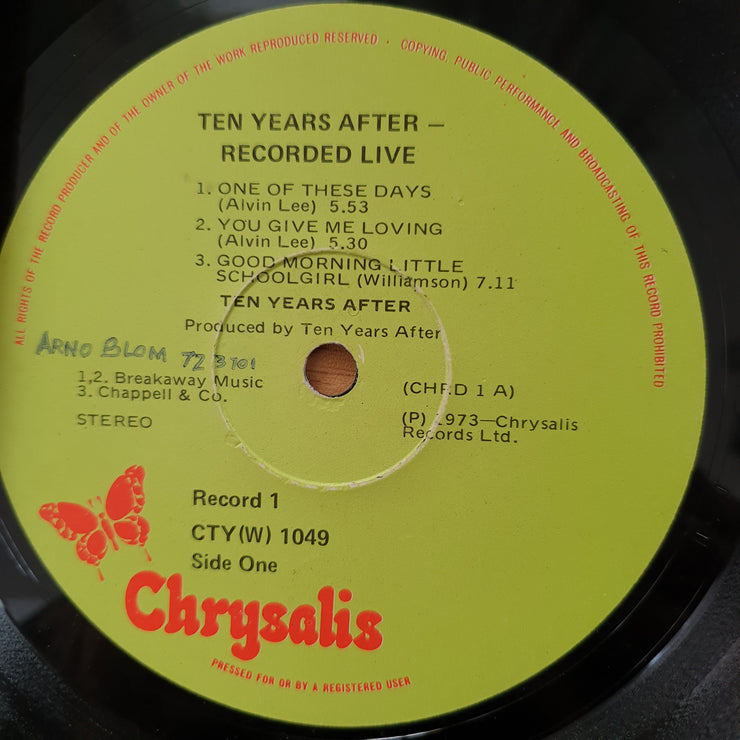 ALL RIGHTS OF THE RECORD PRODUCER AND OF THE OWNER OF THE WORK REPRODUCED RESERVED . COPYING, PUBLIC PERFORMANCE AND BROADCASTING OF THIS RECORD PROHIBITED
TEN YEARS AFTER —
RECORDED LIVE
1. ONE OF THESE DAYS
(Alvin Lee) 5.53
2. YOU GIVE ME LOVING
(Alvin Lee) 5.30
3. GOOD MORNING LITTLE
SCHOOLGIRL (Williamson) 7.11
TEN YEARS AFTER
Produced by Ten Years After
ARNO BLOM 723701
1,2. Breakaway Music
3. Chappell & Co.
(CHRD 1 A)
STEREO
(P) 1973—Chrysalis
Records Ltd.
Record 1
CTY(W) 1049
Side One
Chrysalis
PRESSED FOR OR BY A REGISTERED USER